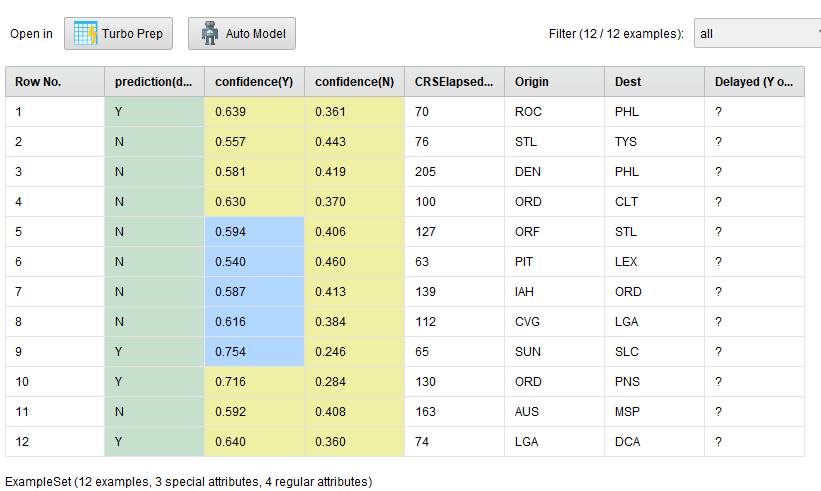 Open in Turbo Prep Auto Model Filter (12 / 12 examples): all
Row No. prediction(d... confidence(Y) confidence(N) CRSElapsed... Origin Dest Delayed (Y o...
1 Y 0.639 0.361 70 ROC PHL ?
2 N 0.557 0.443 76 STL TYS ?
3 N 0.581 0.419 205 DEN PHL ?
4 N 0.630 0.370 100 ORD CLT ?
5 N 0.594 0.406 127 ORF STL ?
6 N 0.540 0.460 63 PIT LEX ?
7 N 0.587 0.413 139 IAH ORD ?
8 N 0.616 0.384 112 CVG LGA ?
9 Y 0.754 0.246 65 SUN SLC ?
10 Y 0.716 0.284 130 ORD PNS ?
11 N 0.592 0.408 163 AUS MSP ?
12 Y 0.640 0.360 74 LGA DCA ?
ExampleSet (12 examples, 3 special attributes, 4 regular attributes)